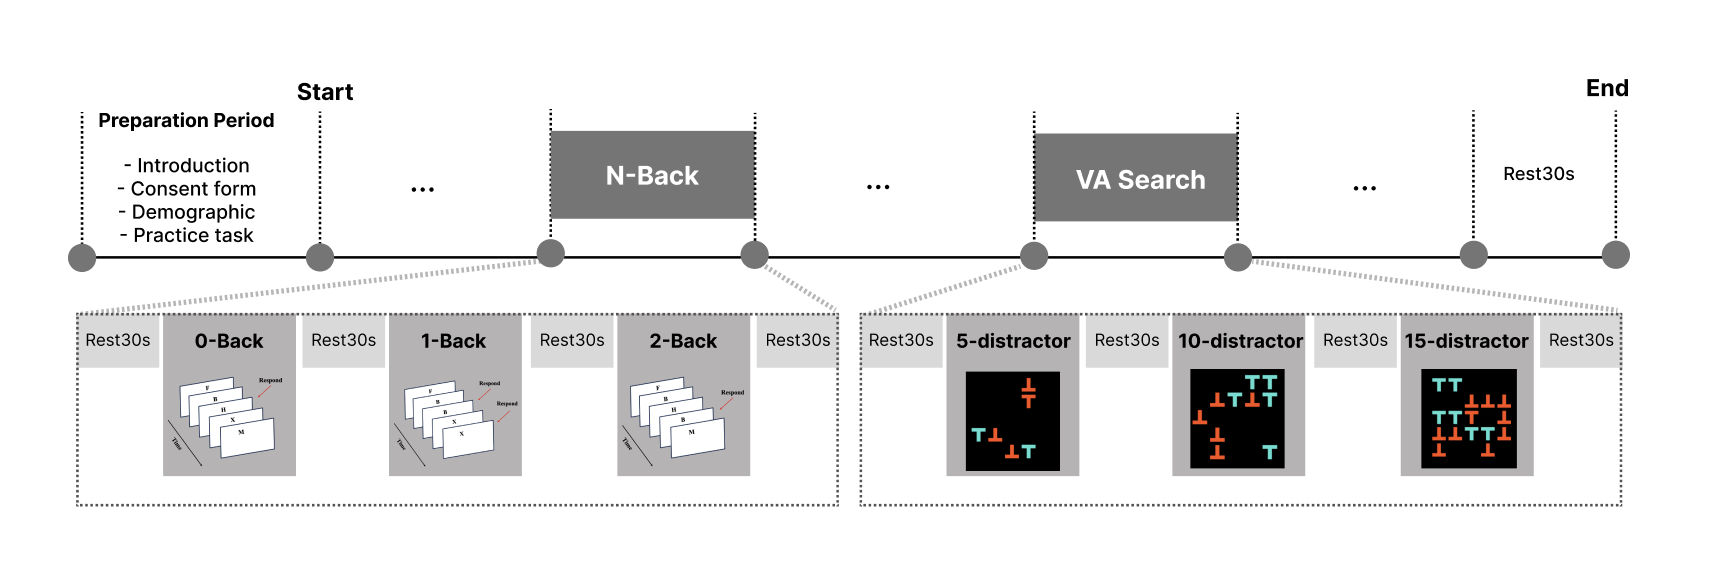 Start
End
Preparation Period
- Introduction
- Consent form
- Demographic
- Practice task
...
N-Back
...
VA Search
...
Rest30s
Rest30s
0-Back
Rest30s
1-Back
Rest30s
2-Back
Rest30s
F
B
H
X
M
Respond
Time
F
B
B
X
X
Respond
Respond
Time
F
B
H
B
M
Respond
Time
Rest30s
5-distractor
Rest30s
10-distractor
Rest30s
15-distractor
Rest30s